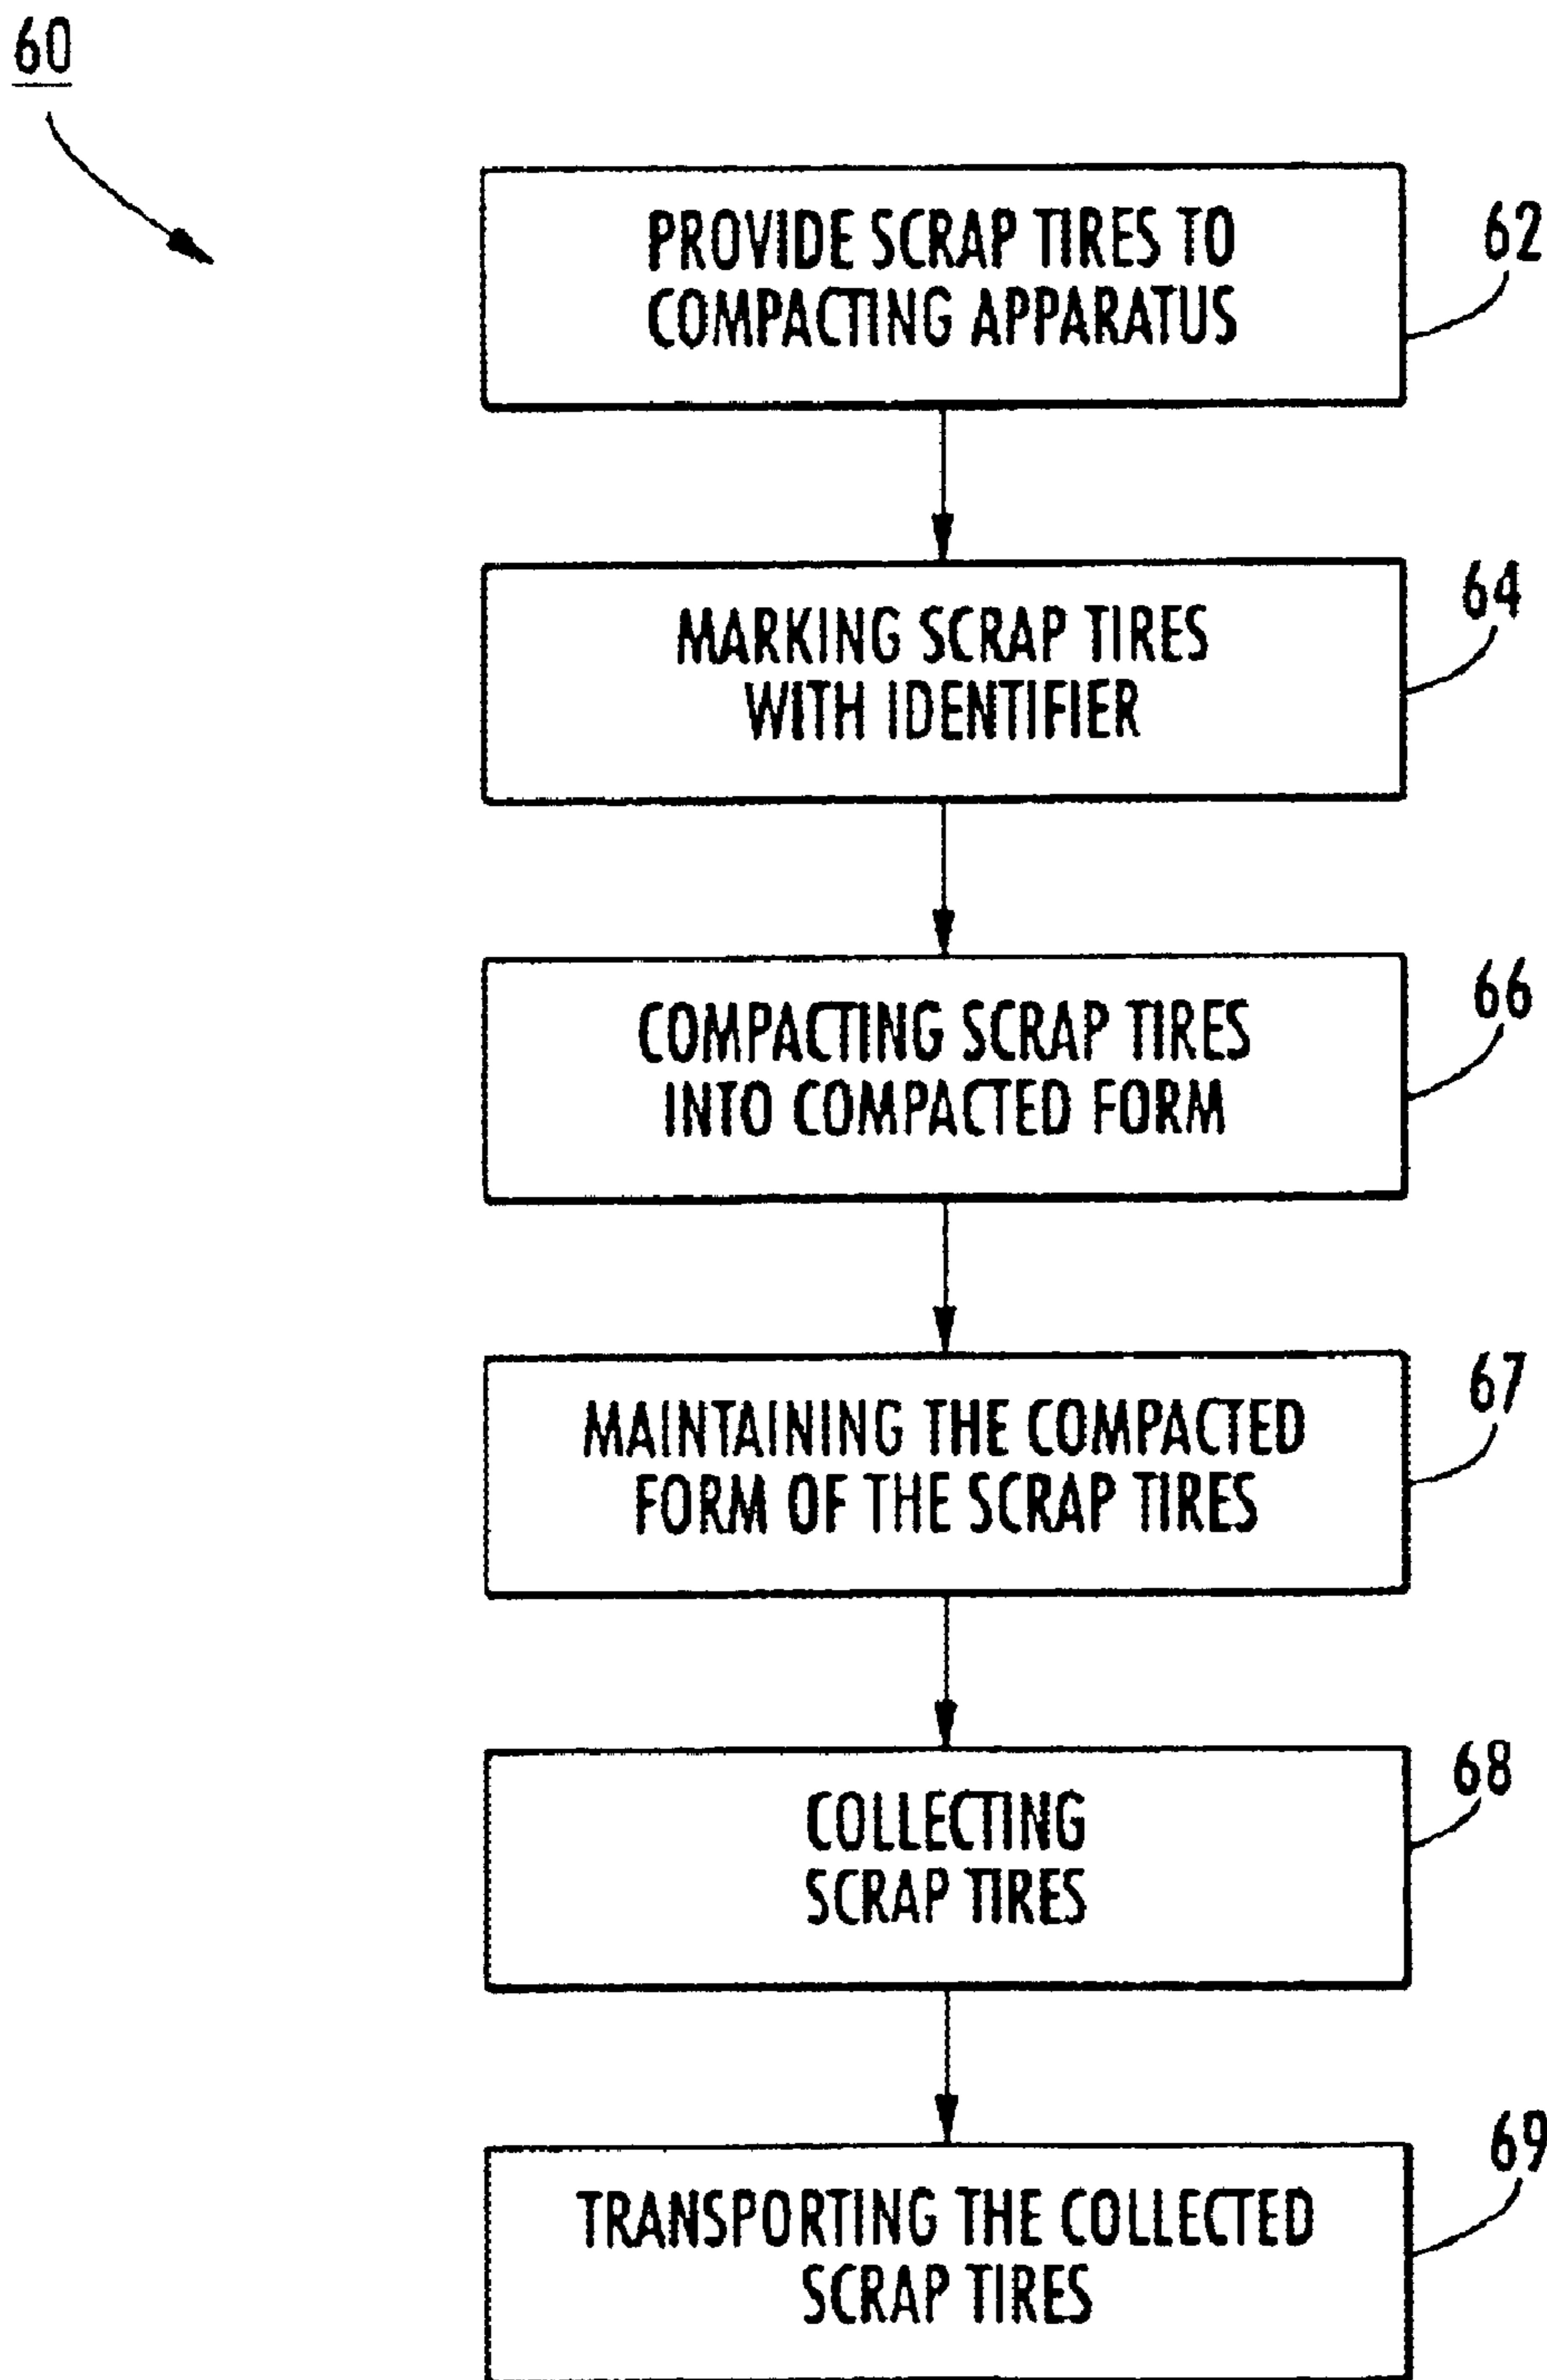 60
PROVIDE SCRAP TIRES TO
COMPACTING APPARATUS
62
MARKING SCRAP TIRES
WITH IDENTIFIER
64
COMPACTING SCRAP TIRES
INTO COMPACTED FORM
66
MAINTAINING THE COMPACTED
FORM OF THE SCRAP TIRES
67
COLLECTING
SCRAP TIRES
68
TRANSPORTING THE COLLECTED
SCRAP TIRES
69